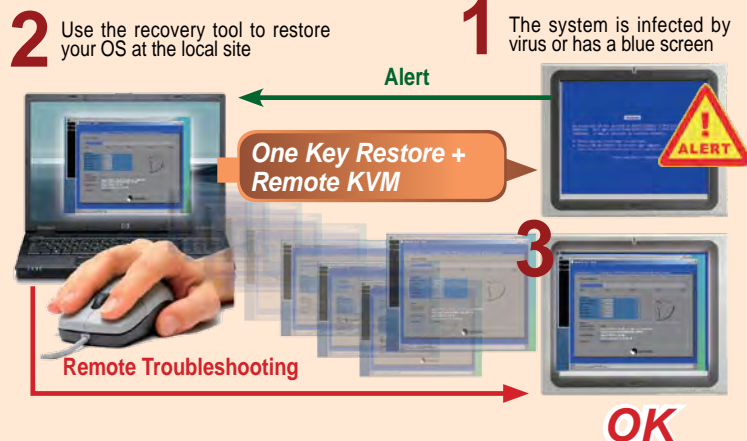 1
The system is infected by
virus or has a blue screen
2
Use the recovery tool to restore
your OS at the local site
Alert
ALERT
One Key Restore +
Remote KVM
3
Remote Troubleshooting
OK